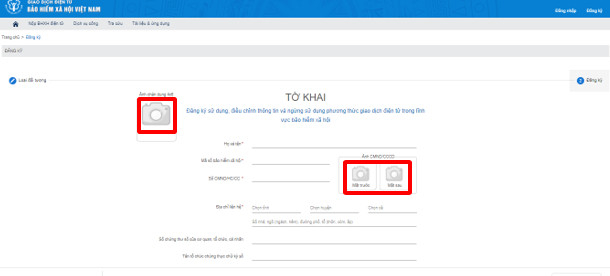 GIAO DỊCH ĐIỆN TỬ
BẢO HIỂM XÃ HỘI VIỆT NAM
Đăng nhập Đăng ký
Nộp BHXH điện tử Dịch vụ công Tra cứu Tài liệu & ứng dụng
Trang chủ > Đăng ký
ĐĂNG KÝ
Loại đối tượng
2 Đăng ký
Ảnh chân dung
TỜ KHAI
Đăng ký sử dụng, điều chỉnh thông tin và ngừng sử dụng phương thức giao dịch điện tử trong lĩnh
vực bảo hiểm xã hội
Họ và tên *
Ảnh CMND/CCCD
Mã số bảo hiểm xã hội *
Số CMND/HC/CC *
Mặt trước Mặt sau
Địa chỉ liên hệ * Chọn tỉnh Chọn huyện Chọn xã
Số nhà, ngõ (ngách, hẻm), đường phố, tổ thôn, xóm, ấp
Số chứng thư số của cơ quan, tổ chức, cá nhân
Tên tổ chức chứng thực chữ ký số